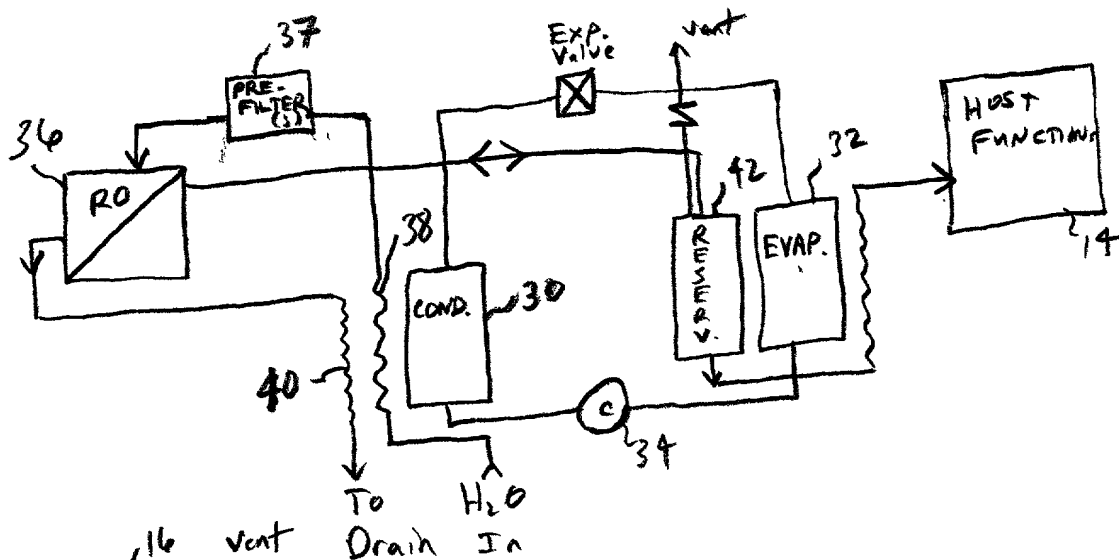 37
Exp.
Valve
vent
PRE-
FILTER
(S)
HOST
FUNCTIONS
14
36
RO
42
32
RESERV.
EVAP.
38
COND.
30
40
C
34
To
Drain
H2O
In
16
vent